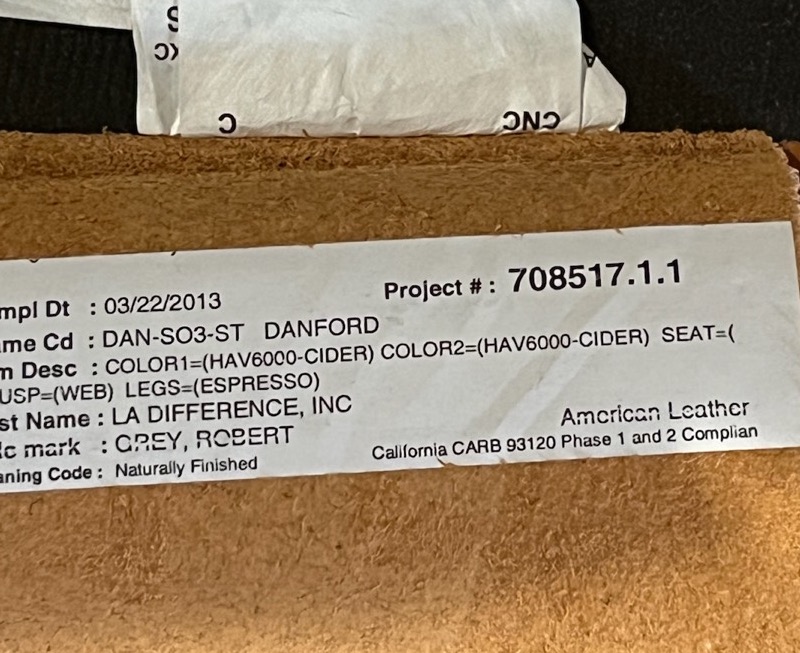 S
CNC
C
mpl Dt : 03/22/2013
Project # : 708517.1.1
me Cd : DAN-SO3-ST DANFORD
m Desc : COLOR1=(HAV6000-CIDER) COLOR2=(HAV6000-CIDER) SEAT=(
USP=(WEB) LEGS=(ESPRESSO)
st Name : LA DIFFERENCE, INC
c mark : GREY, ROBERT
American Leather
California CARB 93120 Phase 1 and 2 Complian
aning Code : Naturally Finished